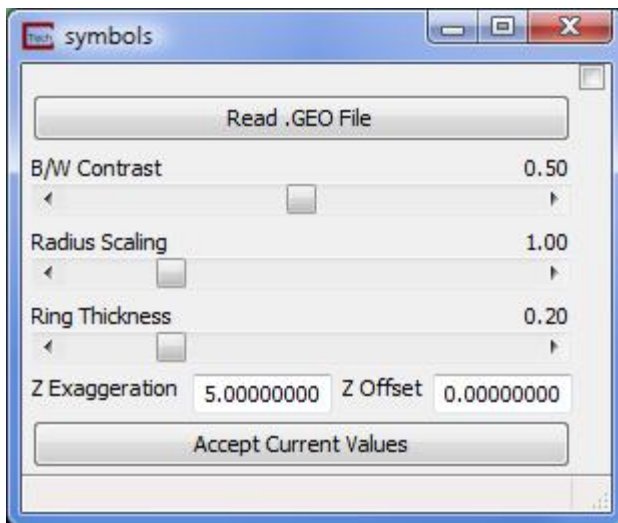 symbols
Read .GEO File
B/W Contrast 0.50
Radius Scaling 1.00
Ring Thickness 0.20
Z Exaggeration 5.00000000 Z Offset 0.00000000
Accept Current Values